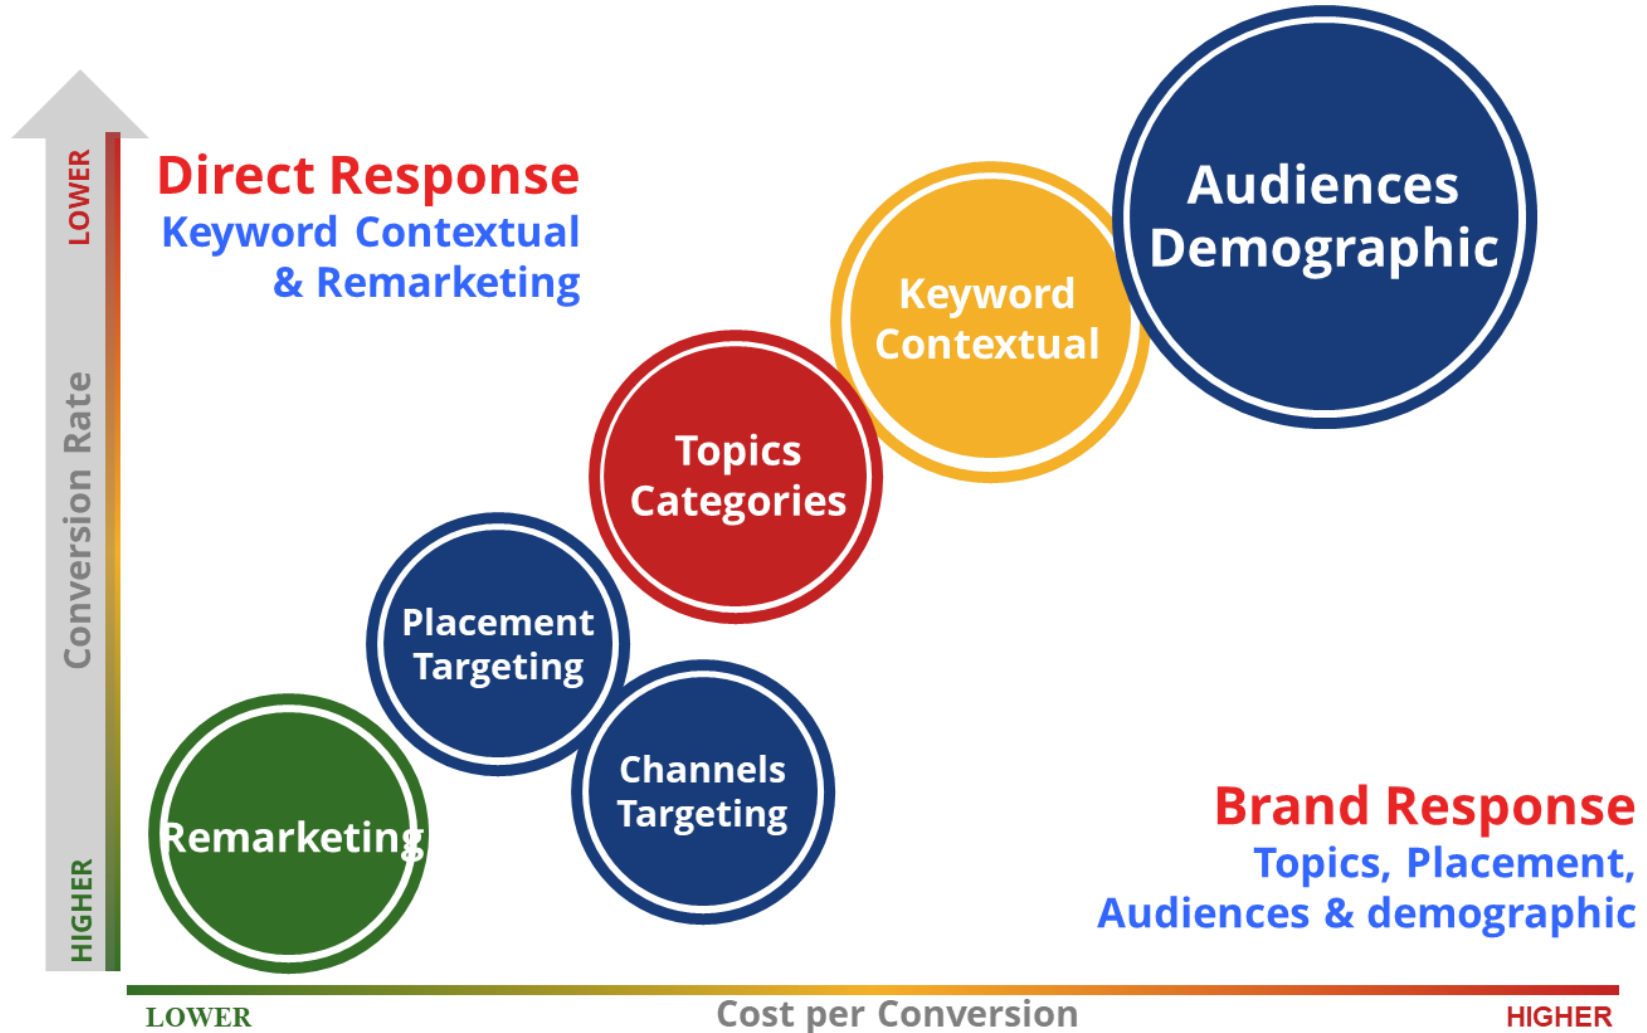 LOWER
Conversion Rate
HIGHER
Direct Response
Keyword Contextual
& Remarketing
Audiences
Demographic
Keyword
Contextual
Topics
Categories
Placement
Targeting
Channels
Targeting
Remarketing
Brand Response
Topics, Placement,
Audiences & demographic
LOWER
Cost per Conversion
HIGHER